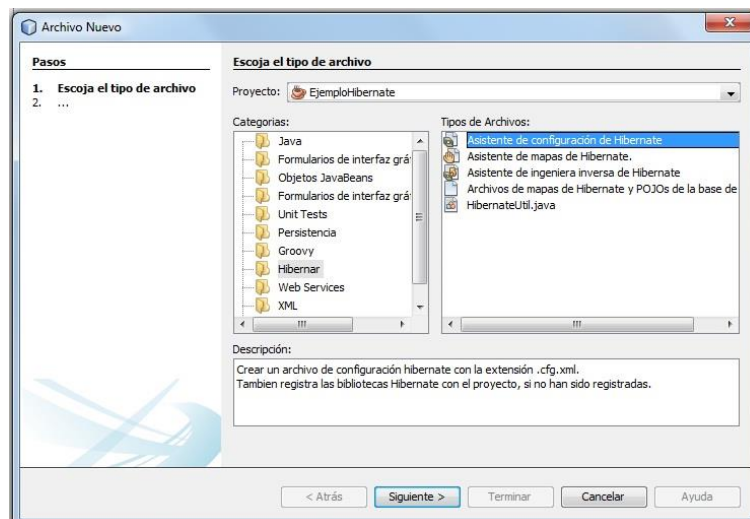 Archivo Nuevo
Pasos
1. Escoja el tipo de archivo
2. ...
Escoja el tipo de archivo
Proyecto: EjemploHibernate
Categorías:
Java
Formularios de interfaz grá
Objetos JavaBeans
Formularios de interfaz grá
Unit Tests
Persistencia
Groovy
Hibernar
Web Services
XML
Tipos de Archivos:
Asistente de configuración de Hibernate
Asistente de mapas de Hibernate.
Asistente de ingeniera inversa de Hibernate
Archivos de mapas de Hibernate y POJOs de la base de
HibernateUtil.java
Descripción:
Crear un archivo de configuración hibernate con la extensión .cfg.xml.
Tambien registra las bibliotecas Hibernate con el proyecto, si no han sido registradas.
< Atrás
Siguiente >
Terminar
Cancelar
Ayuda